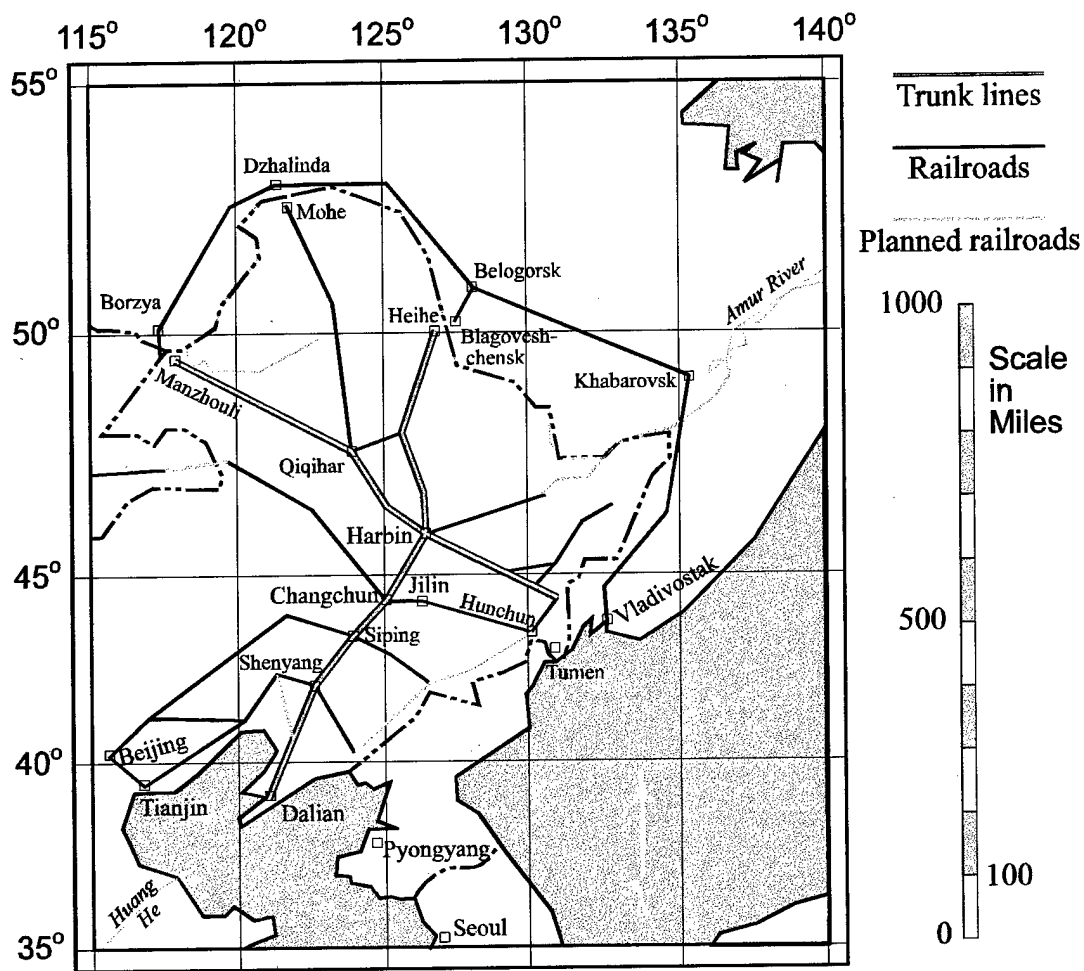 115° 120° 125° 130° 135° 140°
55°
Trunk lines
Railroads
Planned railroads
Dzhalinda
Mohe
Belogorsk
Amur River
Borzya
Heihe
Blagovesh-
chensk
50°
1000
Manzhouli
Khabarovsk
Scale
in
Miles
Qiqihar
Harbin
45°
Changchun
Jilin
Hunchun
Vladivostak
500
Siping
Shenyang
Tumen
40°
Beijing
Tianjin
Dalian
Pyongyang
100
Huang
He
Seoul
35°
0